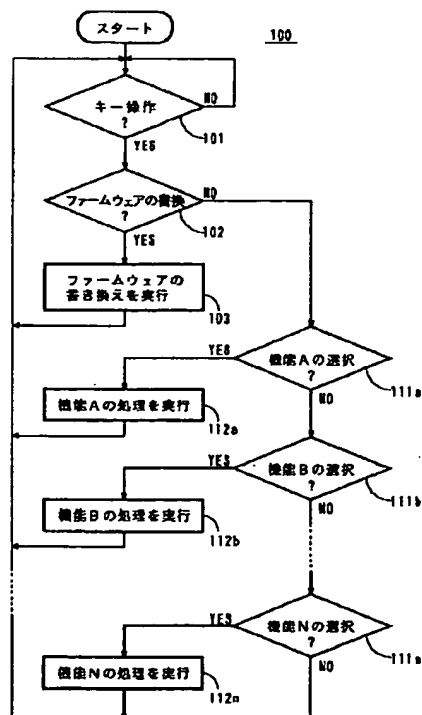 スタート
100
キー操作
?
NO
101
YES
ファームウェアの書換
?
NO
102
YES
ファームウェアの
書き換えを実行
103
YES
機能Aの選択
?
111a
NO
機能Aの処理を実行
112a
YES
機能Bの選択
?
111b
NO
機能Bの処理を実行
112b
YES
機能Nの選択
?
111n
NO
機能Nの処理を実行
112n